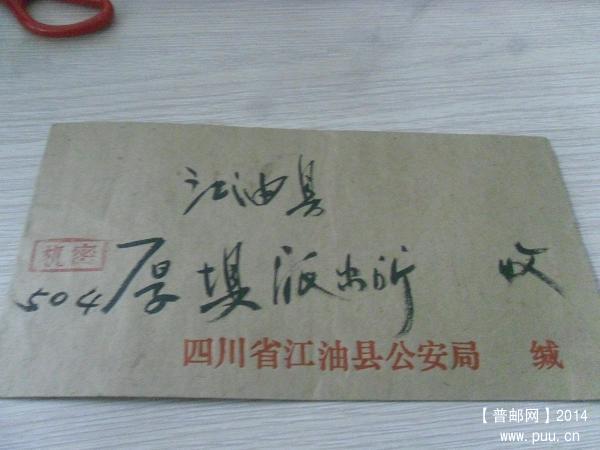 江油县
机密
504 厚埧派出所 收
四川省江油县公安局 缄
【普邮网】2014
www.puu.cn